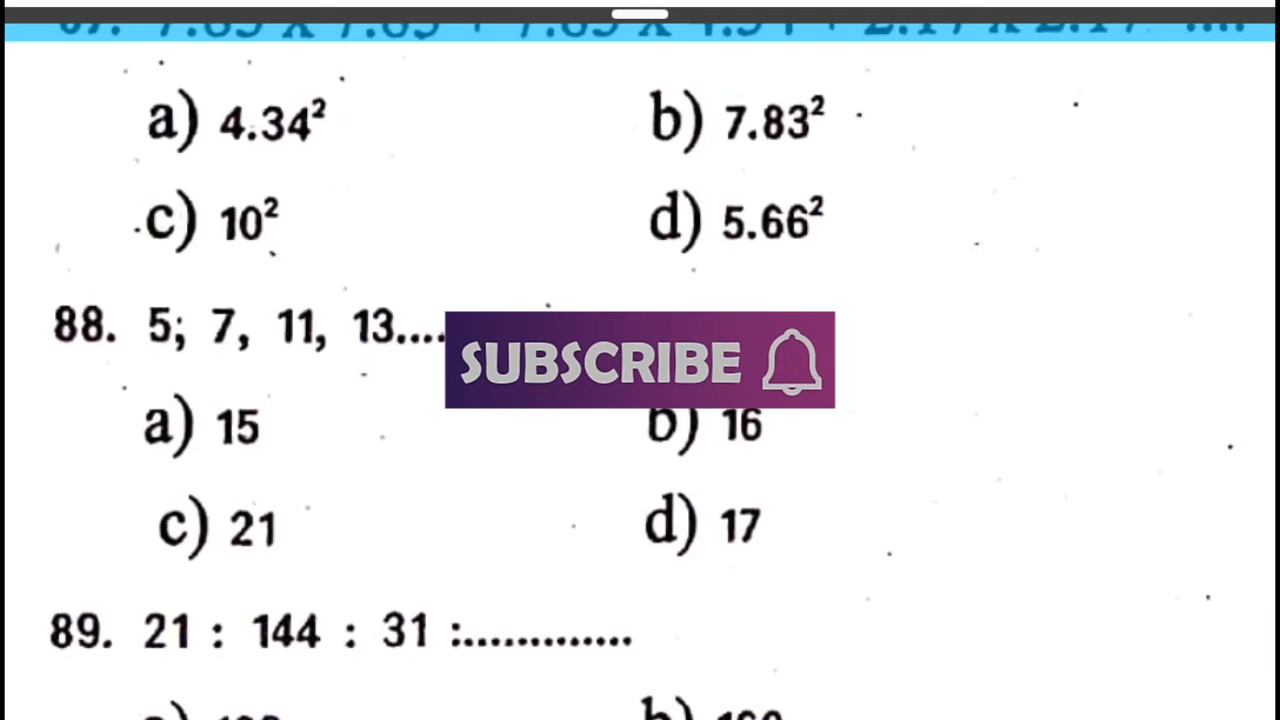 a) 4.34²
b) 7.83²
c) 10²
d) 5.66²
88. 5; 7, 11, 13....
SUBSCRIBE
a) 15
b) 16
c) 21
d) 17
89. 21 : 144 : 31 :.............